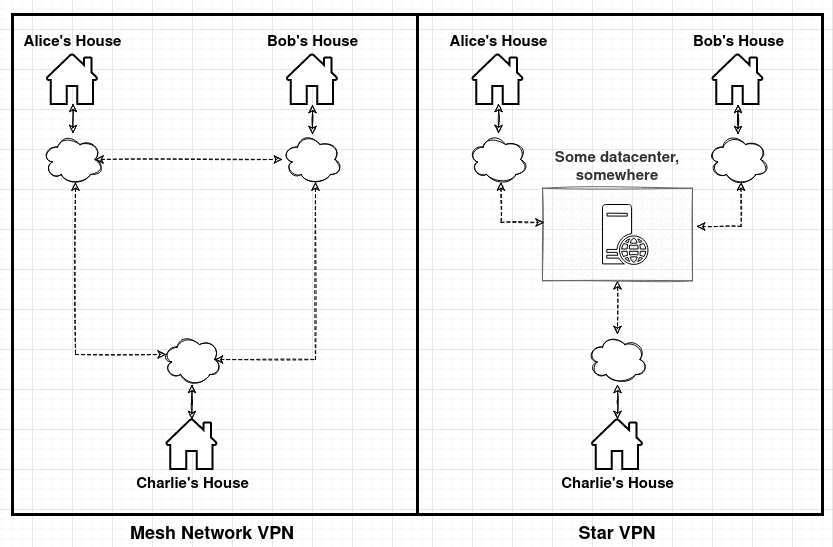 Alice's House
Bob's House
Charlie's House
Mesh Network VPN
Alice's House
Bob's House
Some datacenter,
somewhere
Charlie's House
Star VPN